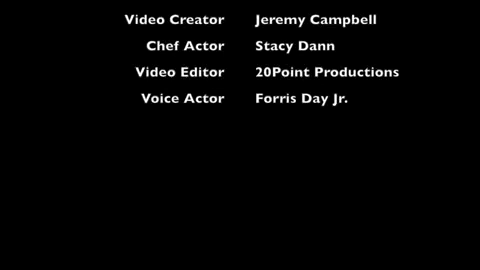 Video Creator Jeremy Campbell
Chef Actor Stacy Dann
Video Editor 20Point Productions
Voice Actor Forris Day Jr.